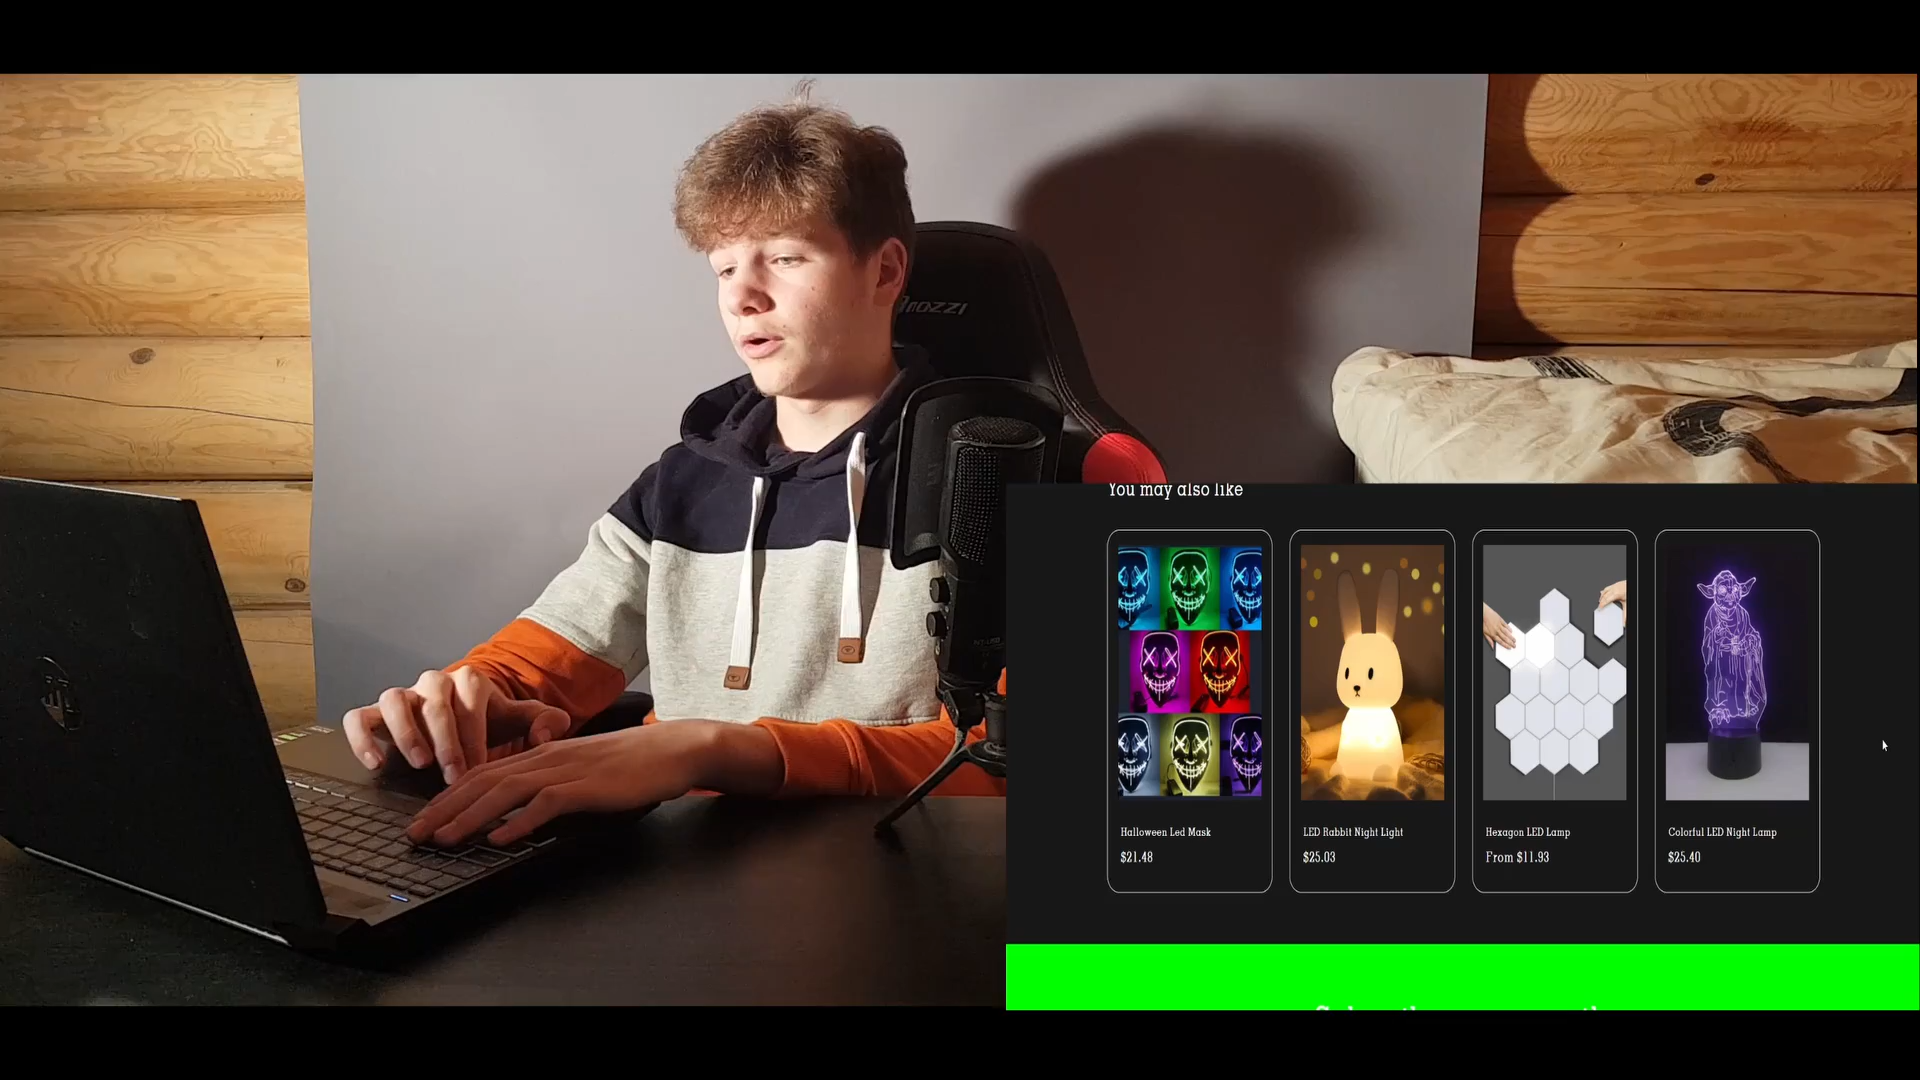 You may also like
Halloween Led Mask
$21.48
LED Rabbit Night Light
$25.03
Hexagon LED Lamp
From $11.93
Colorful LED Night Lamp
$25.40